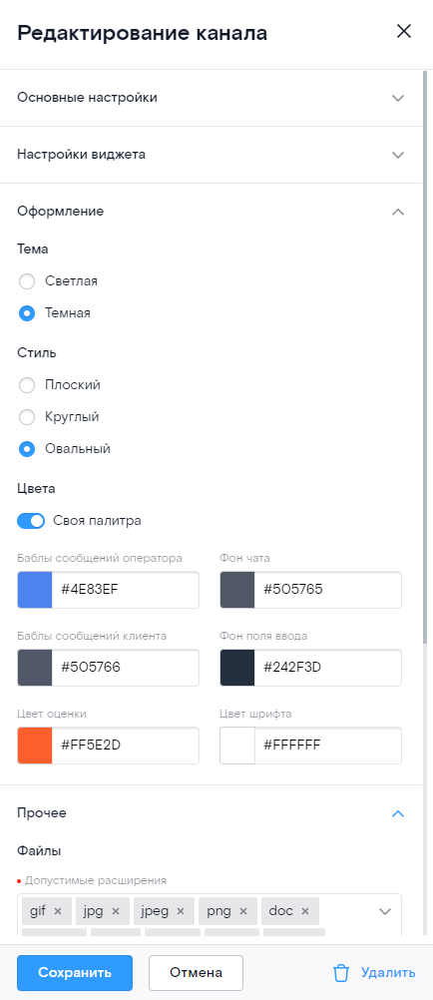 Редактирование канала
Основные настройки
Настройки виджета
Оформление
Тема
Светлая
Темная
Стиль
Плоский
Круглый
Овальный
Цвета
Своя палитра
Баблы сообщений оператора Фон чата
#4E83EF #505765
Баблы сообщений клиента Фон поля ввода
#505766 #242F3D
Цвет оценки Цвет шрифта
#FF5E2D #FFFFFF
Прочее
Файлы
Допустимые расширения
gif × jpg × jpeg × png × doc ×
Сохранить Отмена Удалить